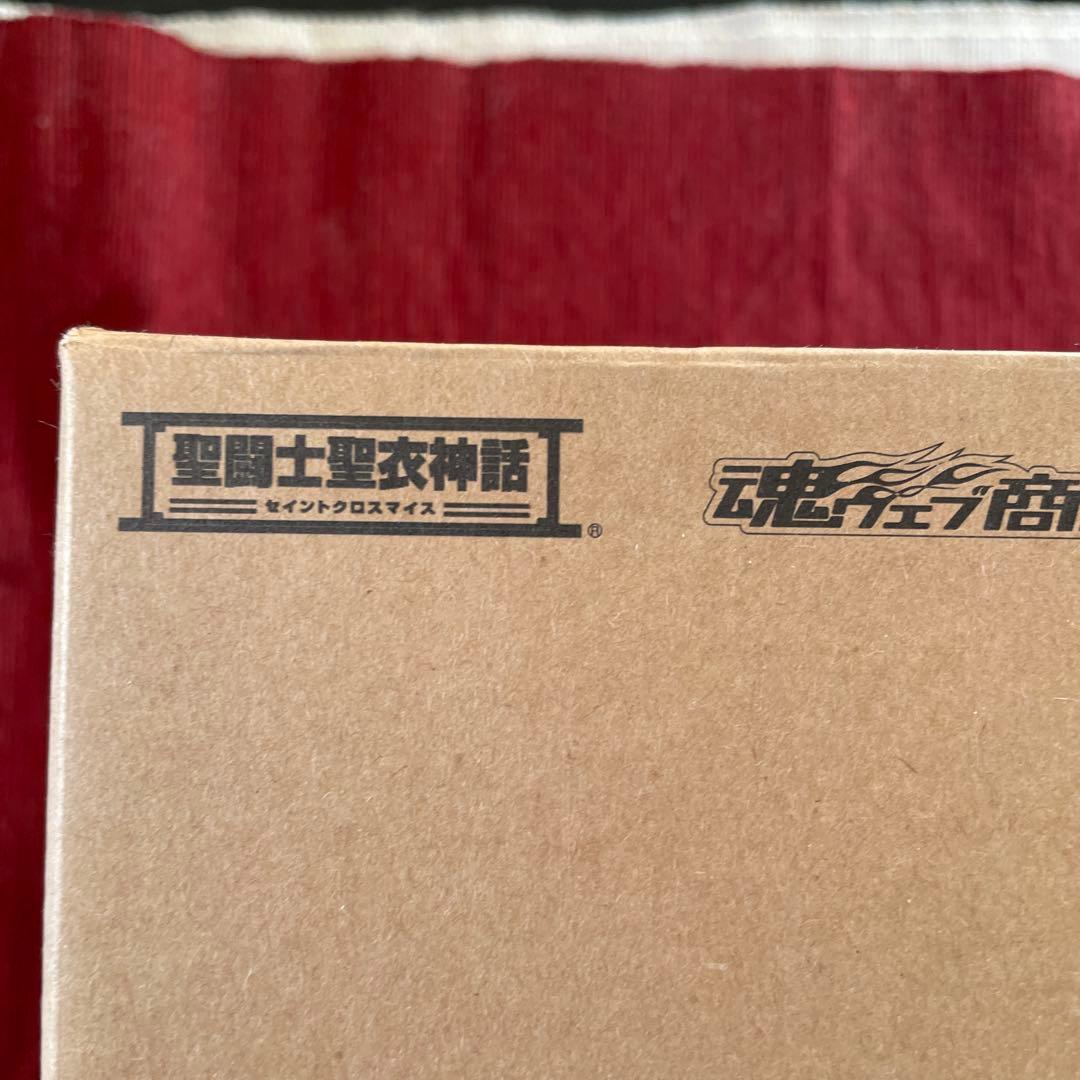 聖闘士聖衣神話
セイントクロスマイス
®
魂ウェブ商